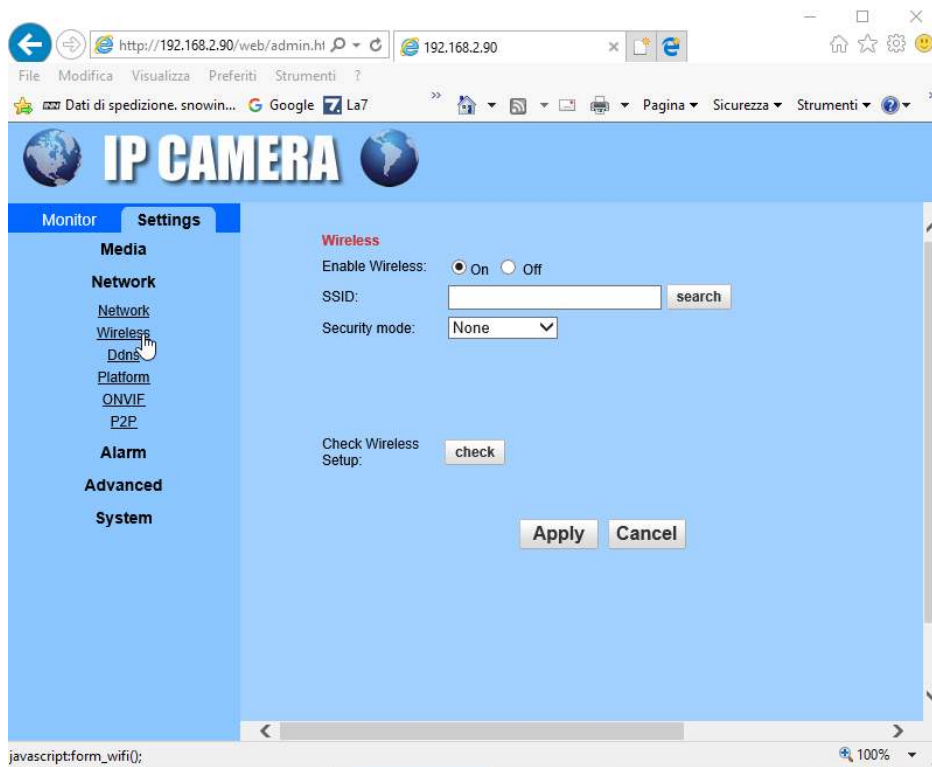 http://192.168.2.90/web/admin.ht
192.168.2.90
File Modifica Visualizza Preferiti Strumenti ?
Dati di spedizione. snowin... Google La7 Pagina Sicurezza Strumenti
IP CAMERA
Monitor Settings
Media
Network
Network
Wireless
Ddns
Platform
ONVIF
P2P
Alarm
Advanced
System
Wireless
Enable Wireless: On Off
SSID: search
Security mode: None
Check Wireless
Setup: check
Apply Cancel
javascript:form_wifi(); 100%